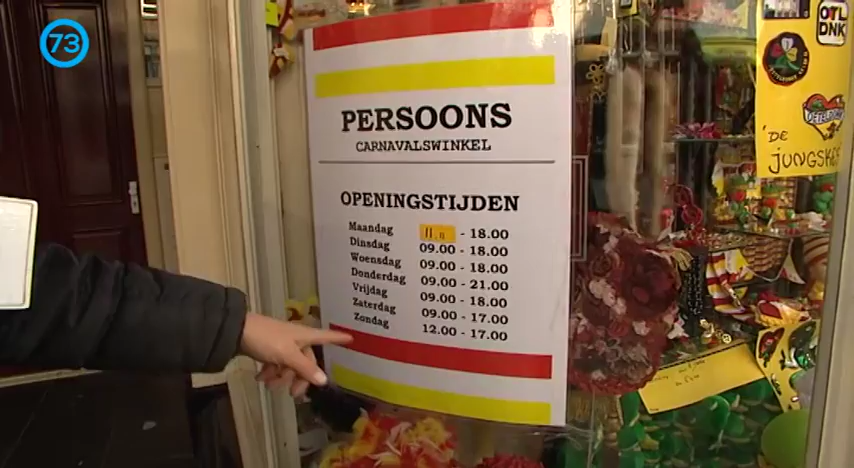 73
PERSOONS
CARNAVALSWINKEL
OPENINGSTIJDEN
Maandag 11.11 - 18.00
Dinsdag 09.00 - 18.00
Woensdag 09.00 - 18.00
Donderdag 09.00 - 21.00
Vrijdag 09.00 - 18.00
Zaterdag 09.00 - 17.00
Zondag 12.00 - 17.00
OTL
DNK
'DE
JUNGSKE